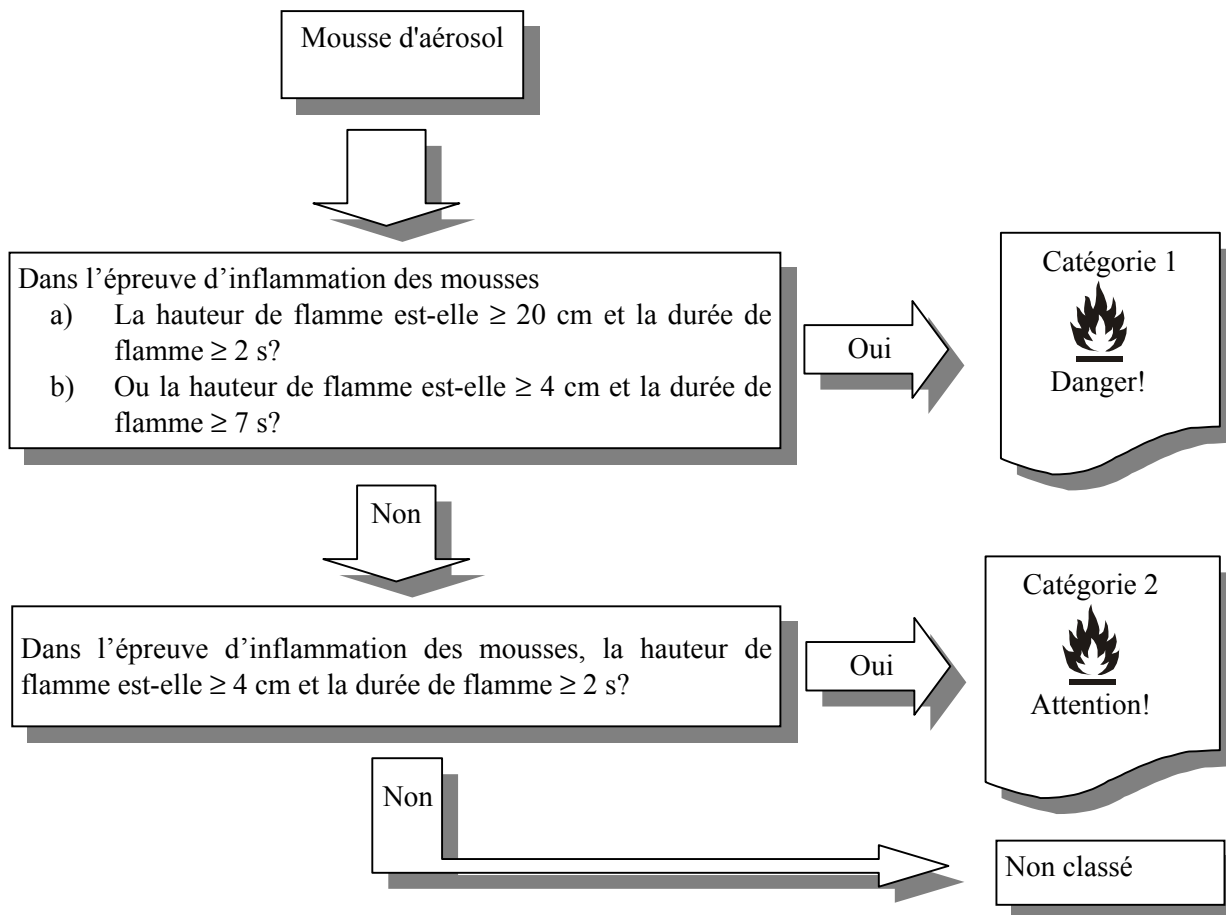 Mousse d'aérosol
Dans l’épreuve d’inflammation des mousses
a) La hauteur de flamme est-elle ≥ 20 cm et la durée de
flamme ≥ 2 s?
b) Ou la hauteur de flamme est-elle ≥ 4 cm et la durée de
flamme ≥ 7 s?
Oui
Catégorie 1
Danger!
Non
Dans l’épreuve d’inflammation des mousses, la hauteur de
flamme est-elle ≥ 4 cm et la durée de flamme ≥ 2 s?
Oui
Catégorie 2
Attention!
Non
Non classé